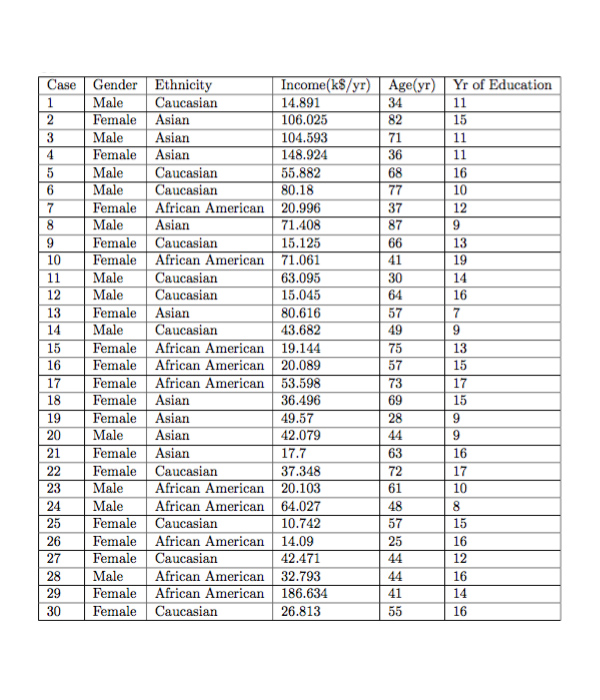 Case Gender Ethnicity Income(k$/yr) Age(yr) Yr of Education
1 Male Caucasian 14.891 34 11
2 Female Asian 106.025 82 15
3 Male Asian 104.593 71 11
4 Female Asian 148.924 36 11
5 Male Caucasian 55.882 68 16
6 Male Caucasian 80.18 77 10
7 Female African American 20.996 37 12
8 Male Asian 71.408 87 9
9 Female Caucasian 15.125 66 13
10 Female African American 71.061 41 19
11 Male Caucasian 63.095 30 14
12 Male Caucasian 15.045 64 16
13 Female Asian 80.616 57 7
14 Male Caucasian 43.682 49 9
15 Female African American 19.144 75 13
16 Female African American 20.089 57 15
17 Female African American 53.598 73 17
18 Female Asian 36.496 69 15
19 Female Asian 49.57 28 9
20 Male Asian 42.079 44 9
21 Female Asian 17.7 63 16
22 Female Caucasian 37.348 72 17
23 Male African American 20.103 61 10
24 Male African American 64.027 48 8
25 Female Caucasian 10.742 57 15
26 Female African American 14.09 25 16
27 Female Caucasian 42.471 44 12
28 Male African American 32.793 44 16
29 Female African American 186.634 41 14
30 Female Caucasian 26.813 55 16